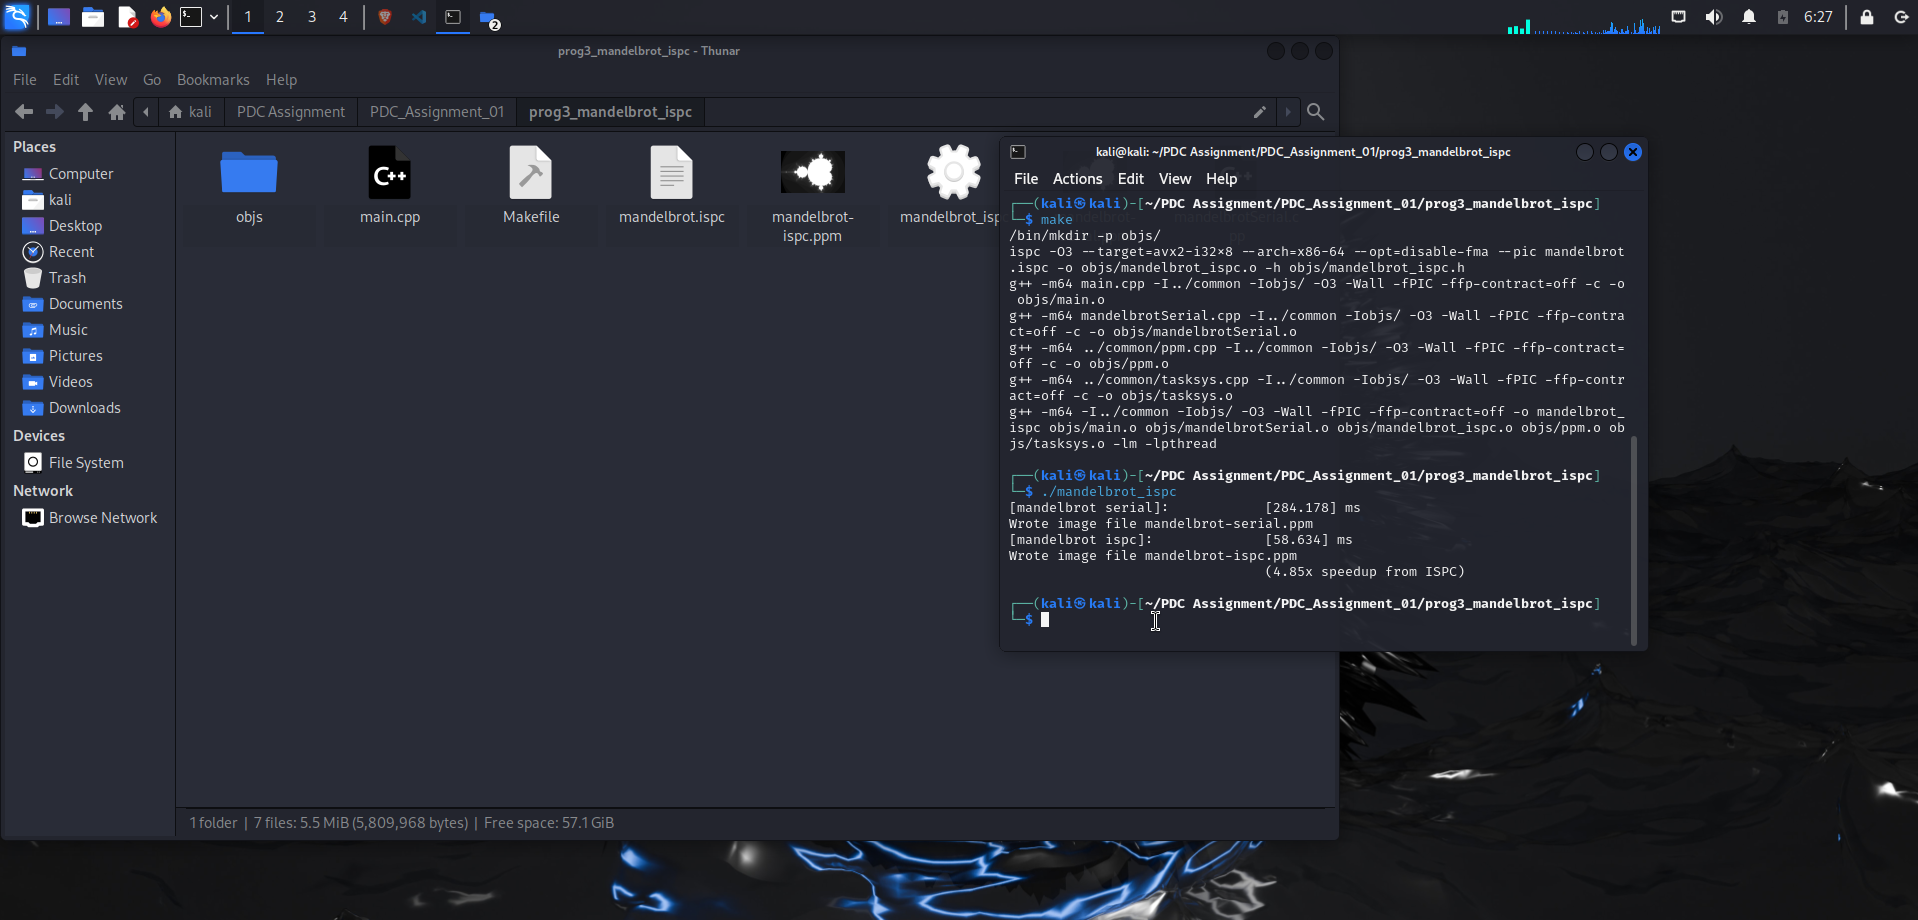 1 2 3 4
2
6:27
prog3_mandelbrot_ispc - Thunar
File Edit View Go Bookmarks Help
kali PDC Assignment PDC_Assignment_01 prog3_mandelbrot_ispc
Places
Computer
kali
Desktop
Recent
Trash
Documents
Music
Pictures
Videos
Downloads
Devices
File System
Network
Browse Network
objs
main.cpp
Makefile
mandelbrot.ispc
mandelbrot-
ispc.ppm
mandelbrot_isp
1 folder | 7 files: 5.5 MiB (5,809,968 bytes) | Free space: 57.1 GiB
kali@kali: ~/PDC Assignment/PDC_Assignment_01/prog3_mandelbrot_ispc
File Actions Edit View Help
┌──(kali㉿kali)-[~/PDC Assignment/PDC_Assignment_01/prog3_mandelbrot_ispc]
└─$ make
/bin/mkdir -p objs/
ispc -O3 --target=avx2-i32×8 --arch=x86-64 --opt=disable-fma --pic mandelbrot
.ispc -o objs/mandelbrot_ispc.o -h objs/mandelbrot_ispc.h
g++ -m64 main.cpp -I../common -Iobjs/ -O3 -Wall -fPIC -ffp-contract=off -c -o
objs/main.o
g++ -m64 mandelbrotSerial.cpp -I../common -Iobjs/ -O3 -Wall -fPIC -ffp-contra
ct=off -c -o objs/mandelbrotSerial.o
g++ -m64 ../common/ppm.cpp -I../common -Iobjs/ -O3 -Wall -fPIC -ffp-contract=
off -c -o objs/ppm.o
g++ -m64 ../common/tasksys.cpp -I../common -Iobjs/ -O3 -Wall -fPIC -ffp-contr
act=off -c -o objs/tasksys.o
g++ -m64 -I../common -Iobjs/ -O3 -Wall -fPIC -ffp-contract=off -o mandelbrot_
ispc objs/main.o objs/mandelbrotSerial.o objs/mandelbrot_ispc.o objs/ppm.o ob
js/tasksys.o -lm -lpthread
┌──(kali㉿kali)-[~/PDC Assignment/PDC_Assignment_01/prog3_mandelbrot_ispc]
└─$ ./mandelbrot_ispc
[mandelbrot serial]: [284.178] ms
Wrote image file mandelbrot-serial.ppm
[mandelbrot ispc]: [58.634] ms
Wrote image file mandelbrot-ispc.ppm
(4.85x speedup from ISPC)
┌──(kali㉿kali)-[~/PDC Assignment/PDC_Assignment_01/prog3_mandelbrot_ispc]
└─$